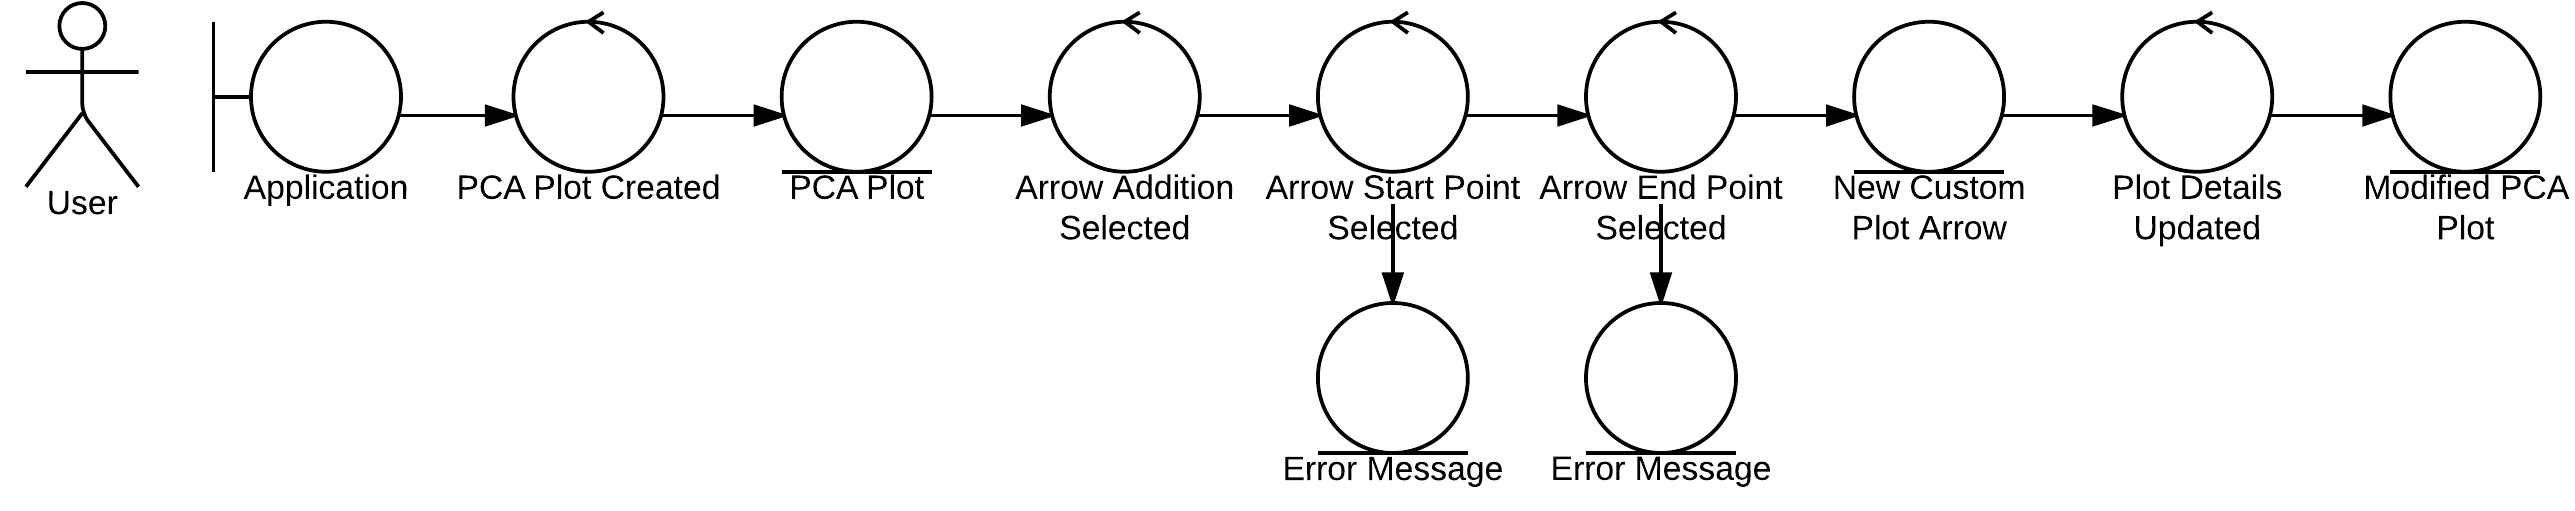 User
Application
PCA Plot Created
PCA Plot
Arrow Addition
Selected
Arrow Start Point
Selected
Arrow End Point
Selected
New Custom
Plot Arrow
Plot Details
Updated
Modified PCA
Plot
Error Message
Error Message